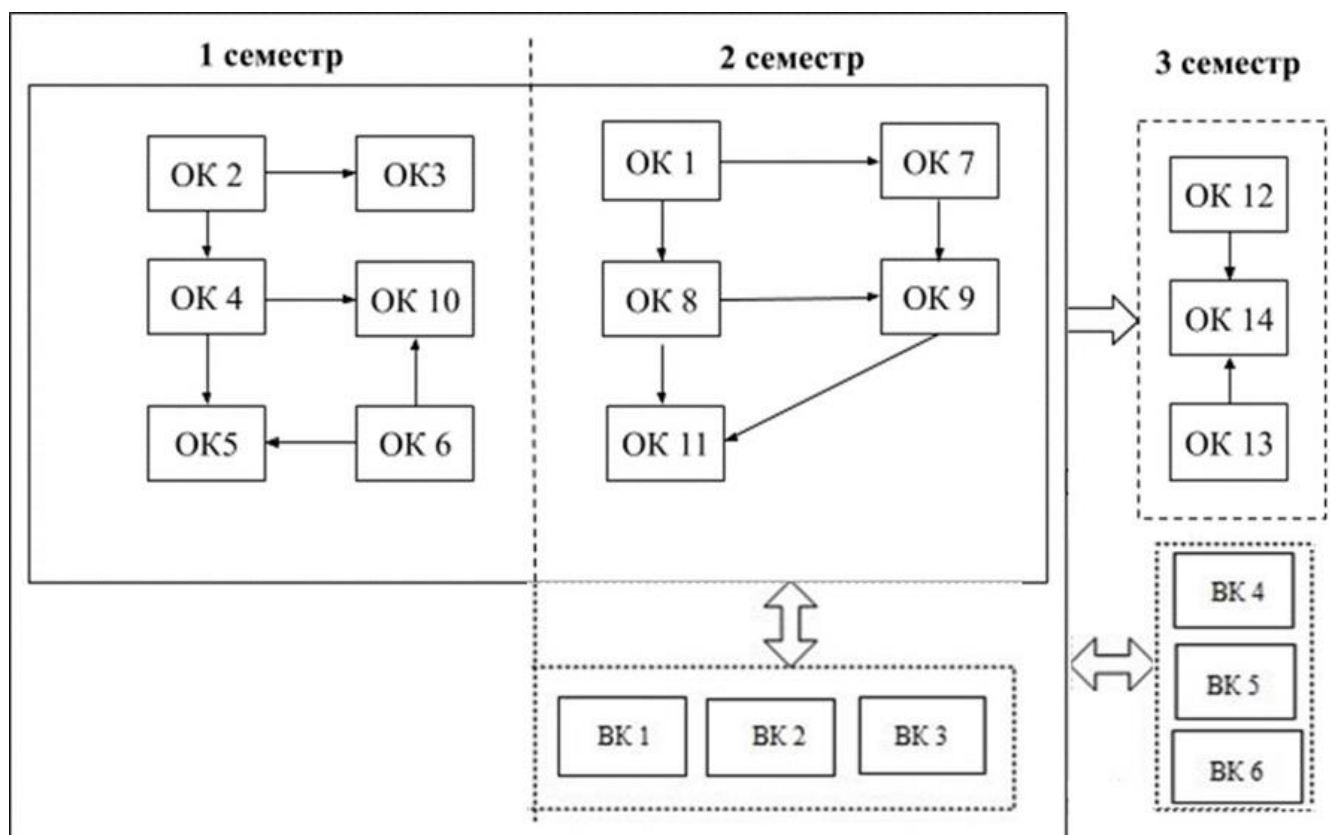 1 семестр
2 семестр
3 семестр
ОК 2
ОК3
ОК 1
ОК 7
ОК 12
ОК 4
ОК 10
ОК 8
ОК 9
ОК 14
ОК5
ОК 6
ОК 11
ОК 13
ВК 4
ВК 5
ВК 1
ВК 2
ВК 3
ВК 6